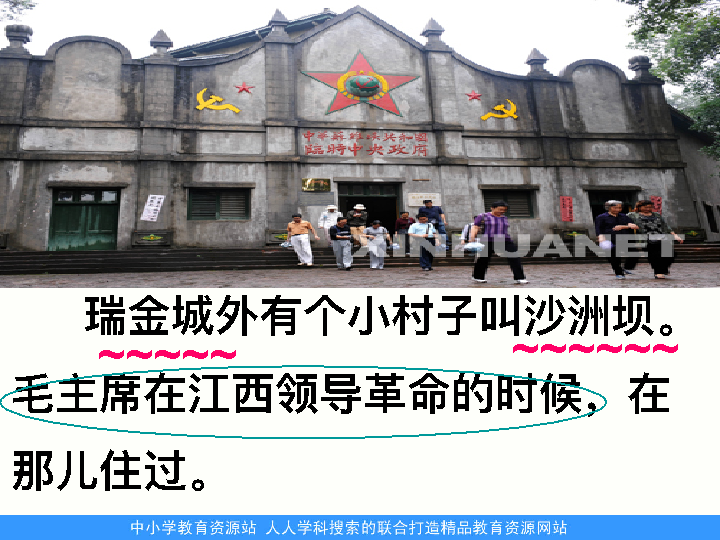 中华苏维埃共和国
临时中央政府
XINHUANET
瑞金城外有个小村子叫沙洲坝。
毛主席在江西领导革命的时候，在
那儿住过。
中小学教育资源站 人人学科搜索的联合打造精品教育资源网站